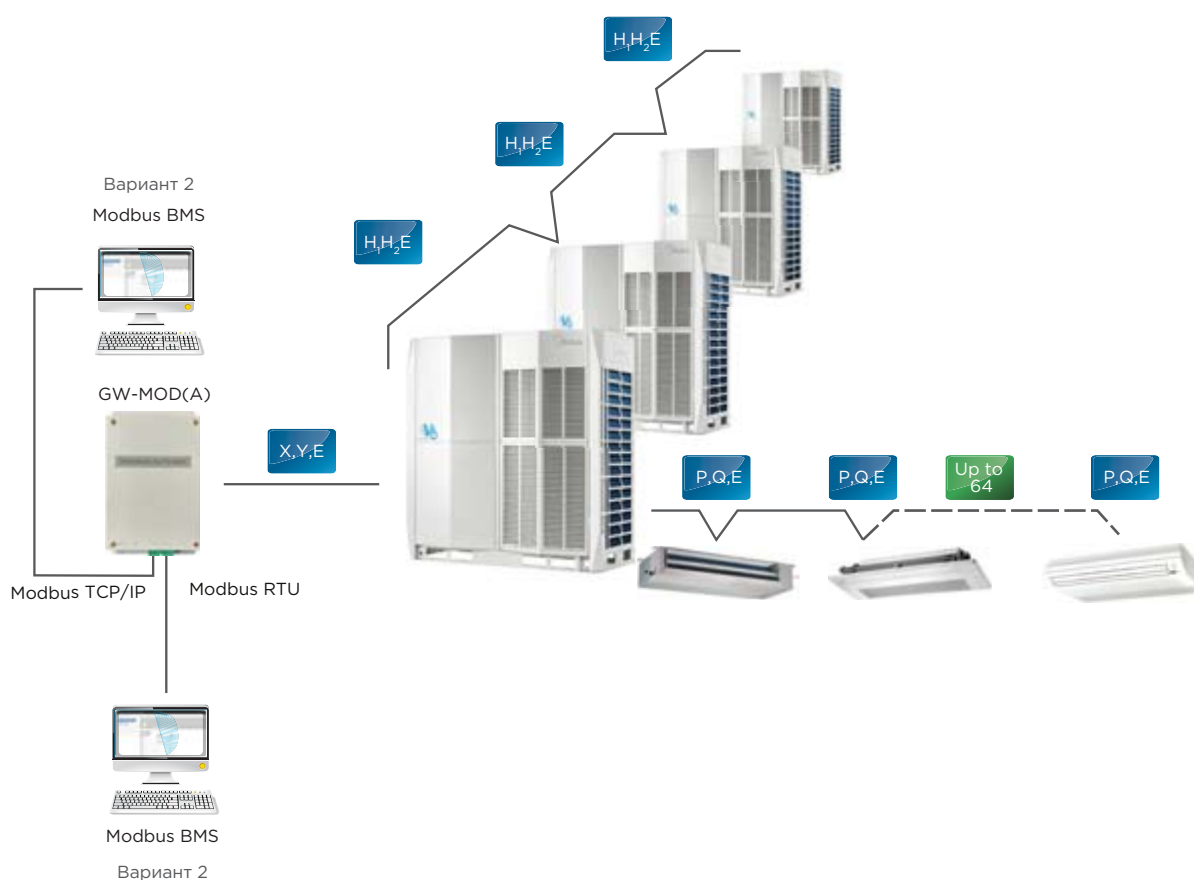 H₁H₂E
H₁H₂E
Вариант 2
Modbus BMS
H₁H₂E
GW-MOD(A)
X,Y,E
P,Q,E
P,Q,E
Up to
64
P,Q,E
Modbus TCP/IP
Modbus RTU
Modbus BMS
Вариант 2